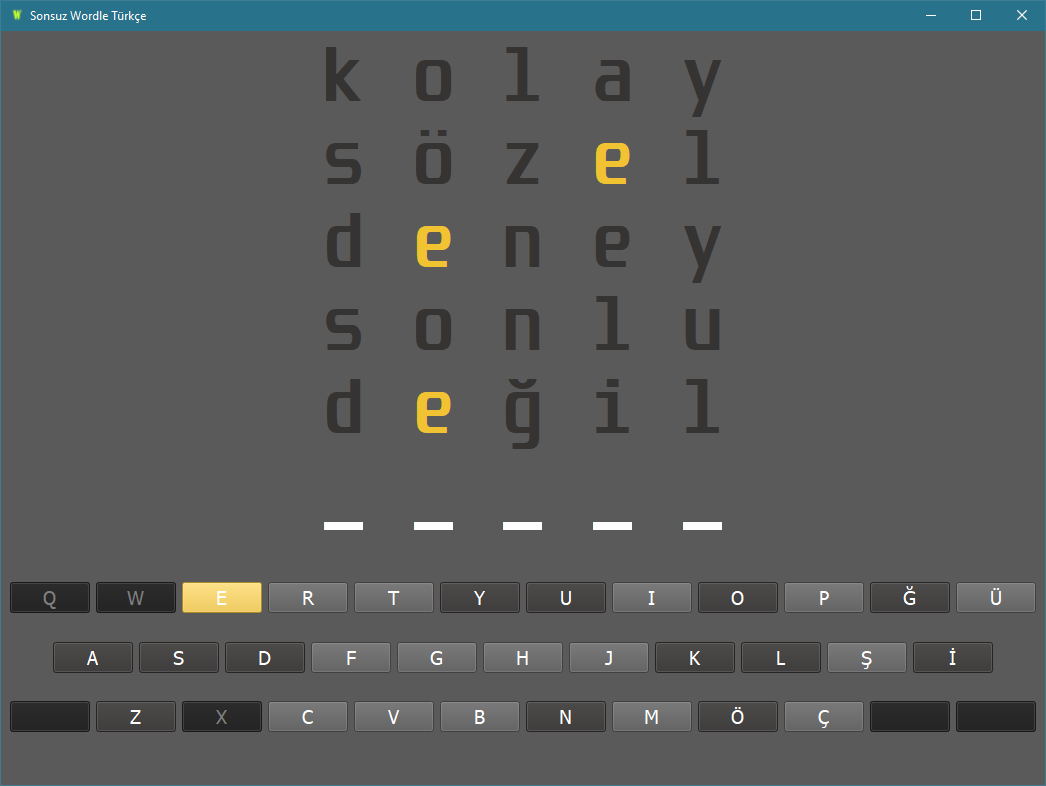 Sonsuz Wordle Türkçe
k o l a y
s ö z e l
d e n e y
s o n l u
d e ğ i l
Q W E R T Y U I O P Ğ Ü
A S D F G H J K L Ş İ
Z X C V B N M Ö Ç